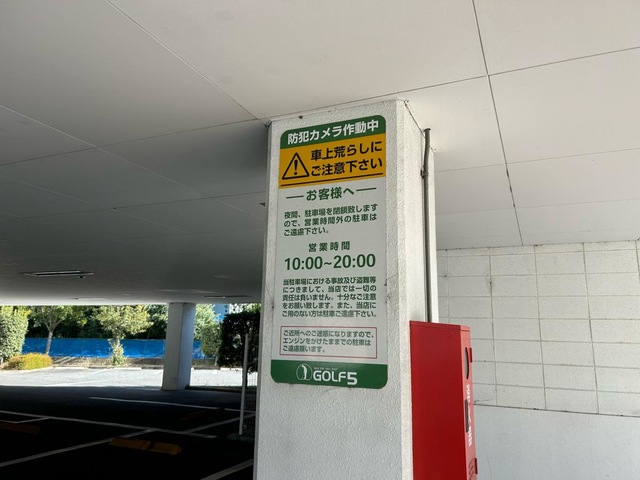 防犯カメラ作動中
車上荒らしに
ご注意下さい
お客様へ
夜間、駐車場を閉鎖致します
ので、営業時間外の駐車は
ご遠慮下さい。
営業時間
10:00~20:00
当駐車場における事故及び盗難等
につきまして、当店では一切の
責任は負いません。十分なご注意
をお願い致します。また、当店に
ご用のない方は駐車ご遠慮下さい。
ご近所へのご迷惑になりますので、
エンジンをかけたままでの駐車は
ご遠慮願います。
GOLF5